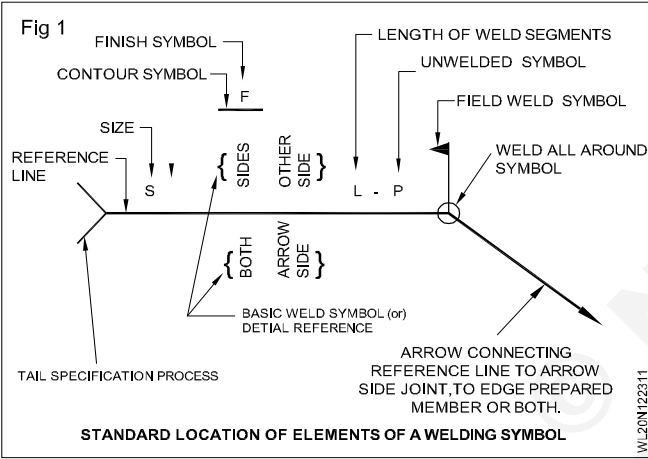 Fig 1
FINISH SYMBOL
CONTOUR SYMBOL
F
LENGTH OF WELD SEGMENTS
UNWELDED SYMBOL
FIELD WELD SYMBOL
SIZE
REFERENCE
LINE
S
{ SIDES
OTHER
SIDE }
L - P
WELD ALL AROUND
SYMBOL
{ BOTH
ARROW
SIDE }
BASIC WELD SYMBOL (or)
DETIAL REFERENCE
TAIL SPECIFICATION PROCESS
ARROW CONNECTING
REFERENCE LINE TO ARROW
SIDE JOINT,TO EDGE PREPARED
MEMBER OR BOTH.
STANDARD LOCATION OF ELEMENTS OF A WELDING SYMBOL
WL20N122311